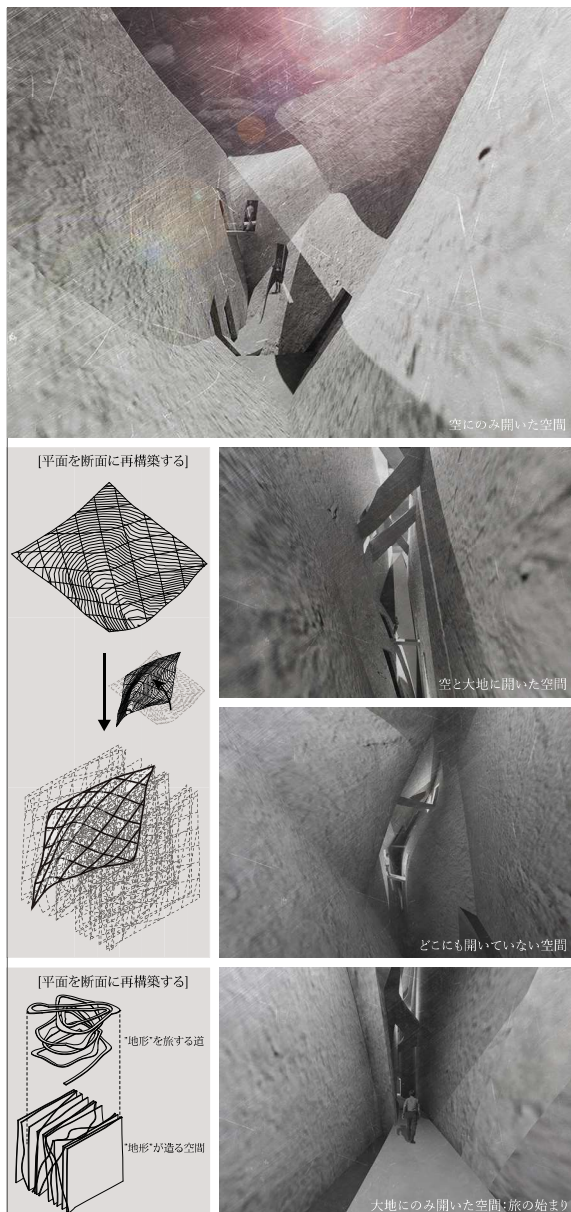 空にのみ開いた空間
[平面を断面に再構築する]
空と大地に開いた空間
どこにも開いていない空間
[平面を断面に再構築する]
"地形"を旅する道
"地形"が造る空間
大地にのみ開いた空間:旅の始まり